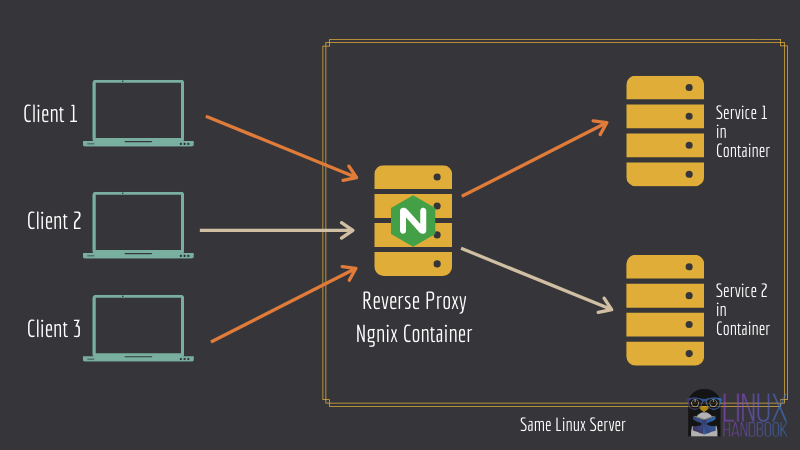 Client 1
Client 2
Client 3
N
Reverse Proxy
Ngnix Container
Service 1
in
Container
Service 2
in
Container
Same Linux Server
LINUX
HANDBOOK